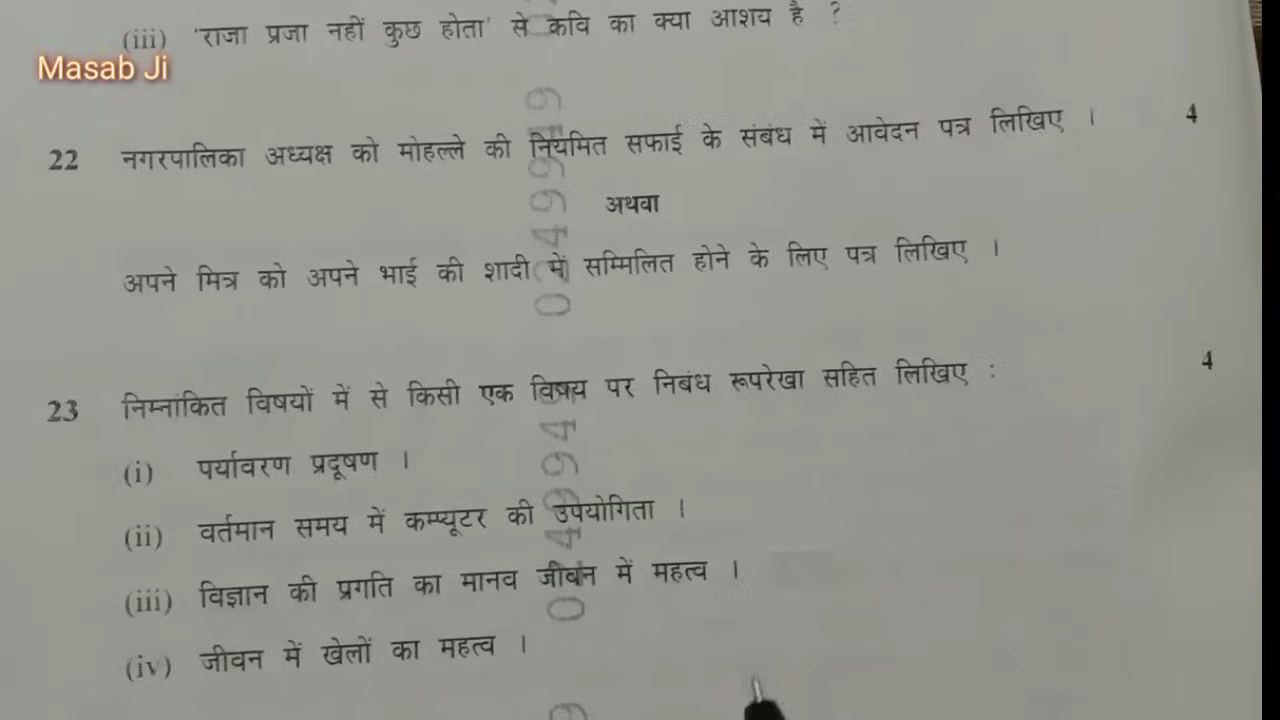 (iii) 'राजा प्रजा नहीं कुछ होता' से कवि का क्या आशय है ?
Masab Ji
22 नगरपालिका अध्यक्ष को मोहल्ले की नियमित सफाई के संबंध में आवेदन पत्र लिखिए । 4
अथवा
अपने मित्र को अपने भाई की शादी में सम्मिलित होने के लिए पत्र लिखिए ।
23 निम्नांकित विषयों में से किसी एक विषय पर निबंध रूपरेखा सहित लिखिए : 4
(i) पर्यावरण प्रदूषण ।
(ii) वर्तमान समय में कम्प्यूटर की उपयोगिता ।
(iii) विज्ञान की प्रगति का मानव जीवन में महत्व ।
(iv) जीवन में खेलों का महत्व ।